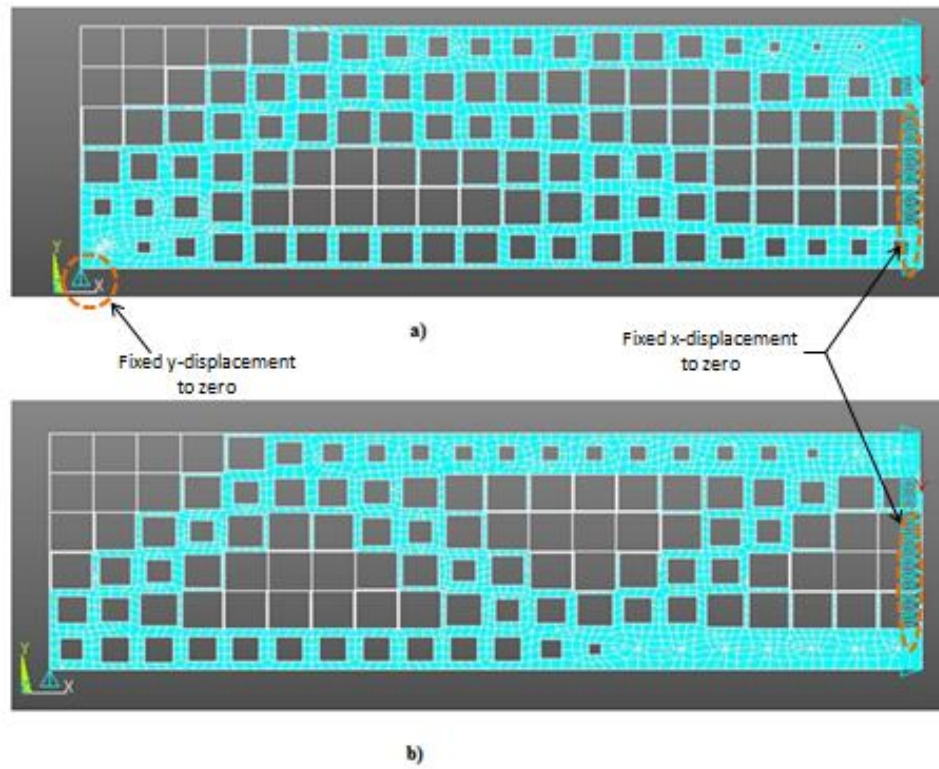 Y
X
a)
Fixed y-displacement
to zero
Fixed x-displacement
to zero
Y
X
b)